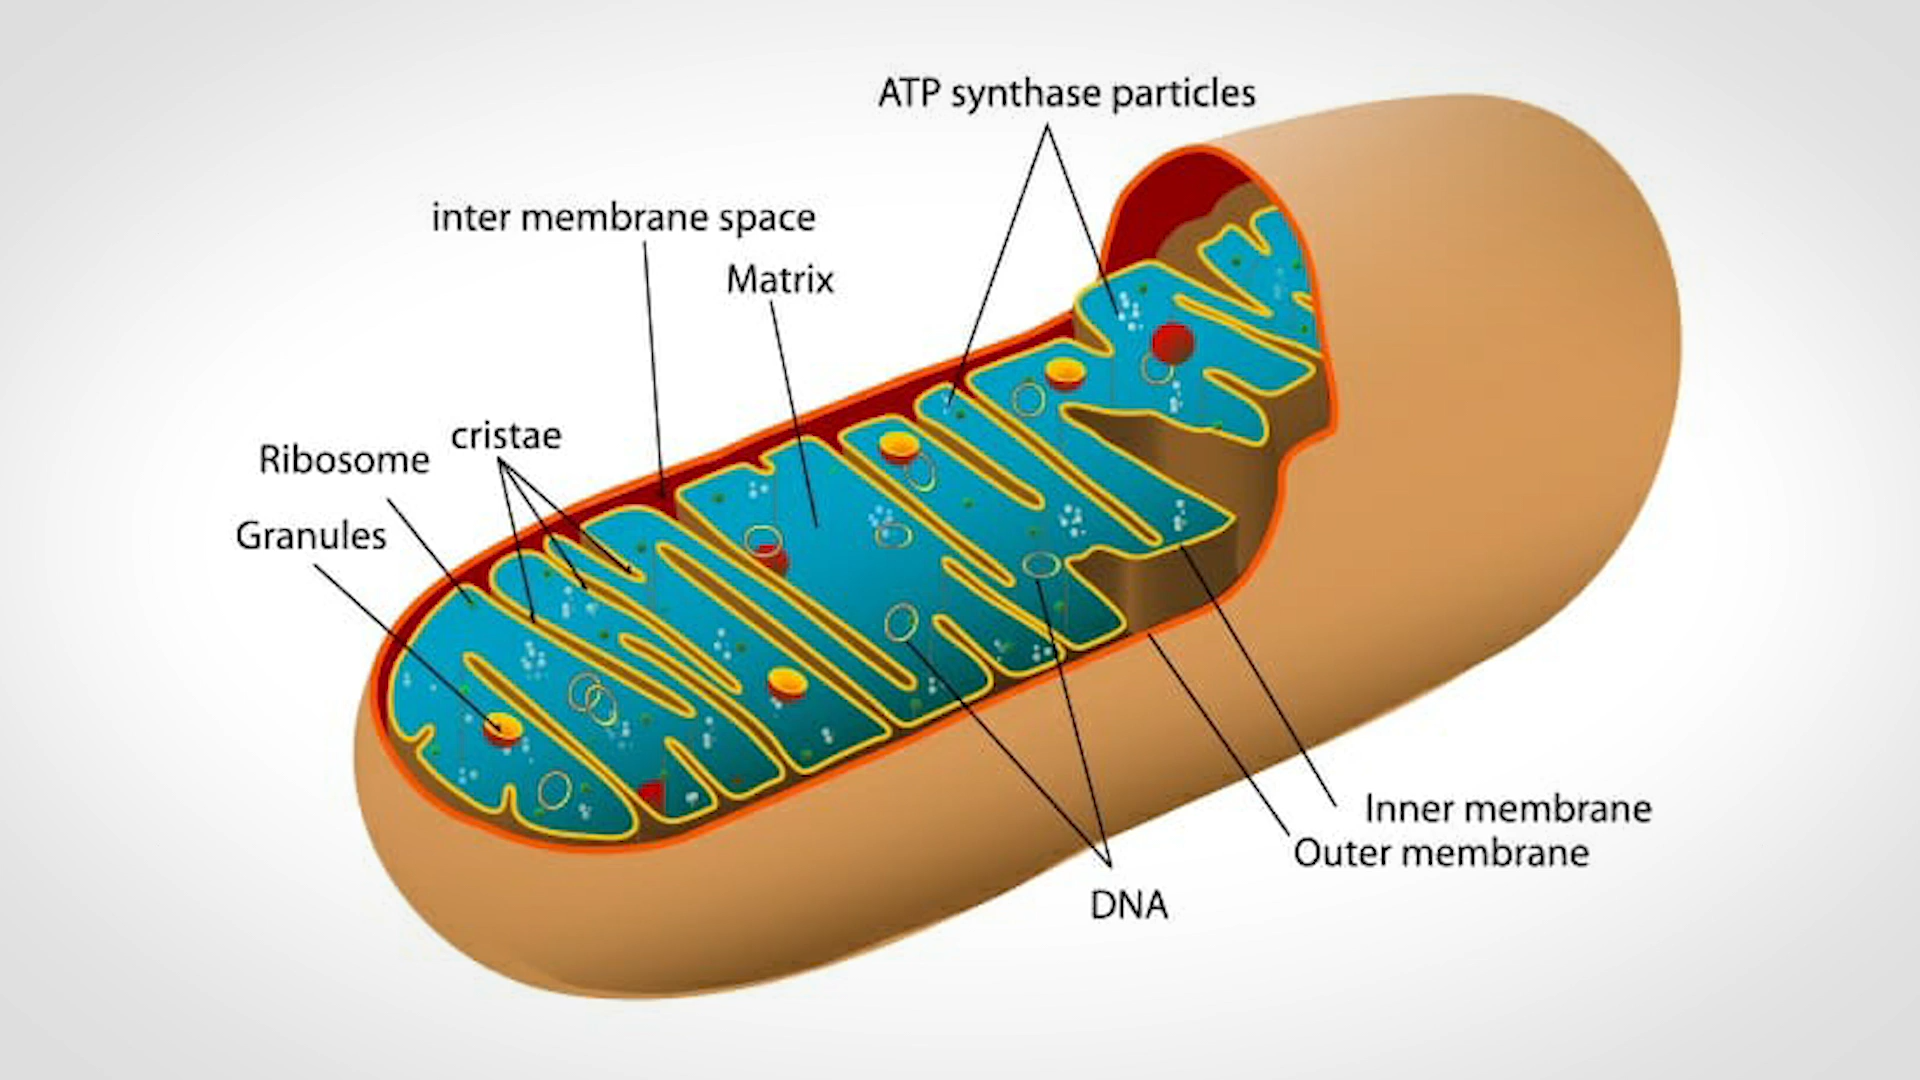 ATP synthase particles
inter membrane space
Matrix
cristae
Ribosome
Granules
Inner membrane
Outer membrane
DNA